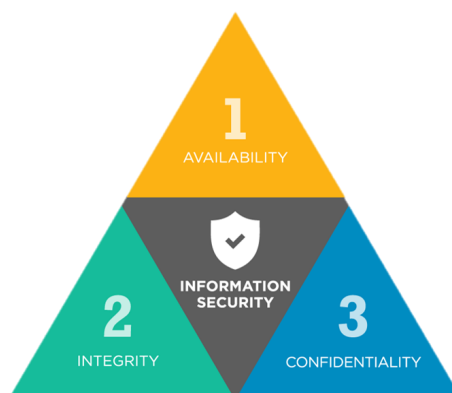 1
AVAILABILITY
INFORMATION
SECURITY
2
INTEGRITY
3
CONFIDENTIALITY